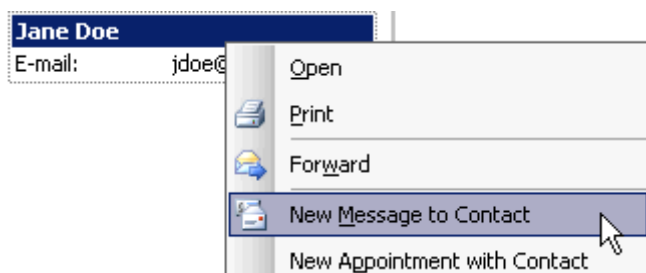 Jane Doe
E-mail: jdoe@
Open
Print
Forward
New Message to Contact
New Appointment with Contact